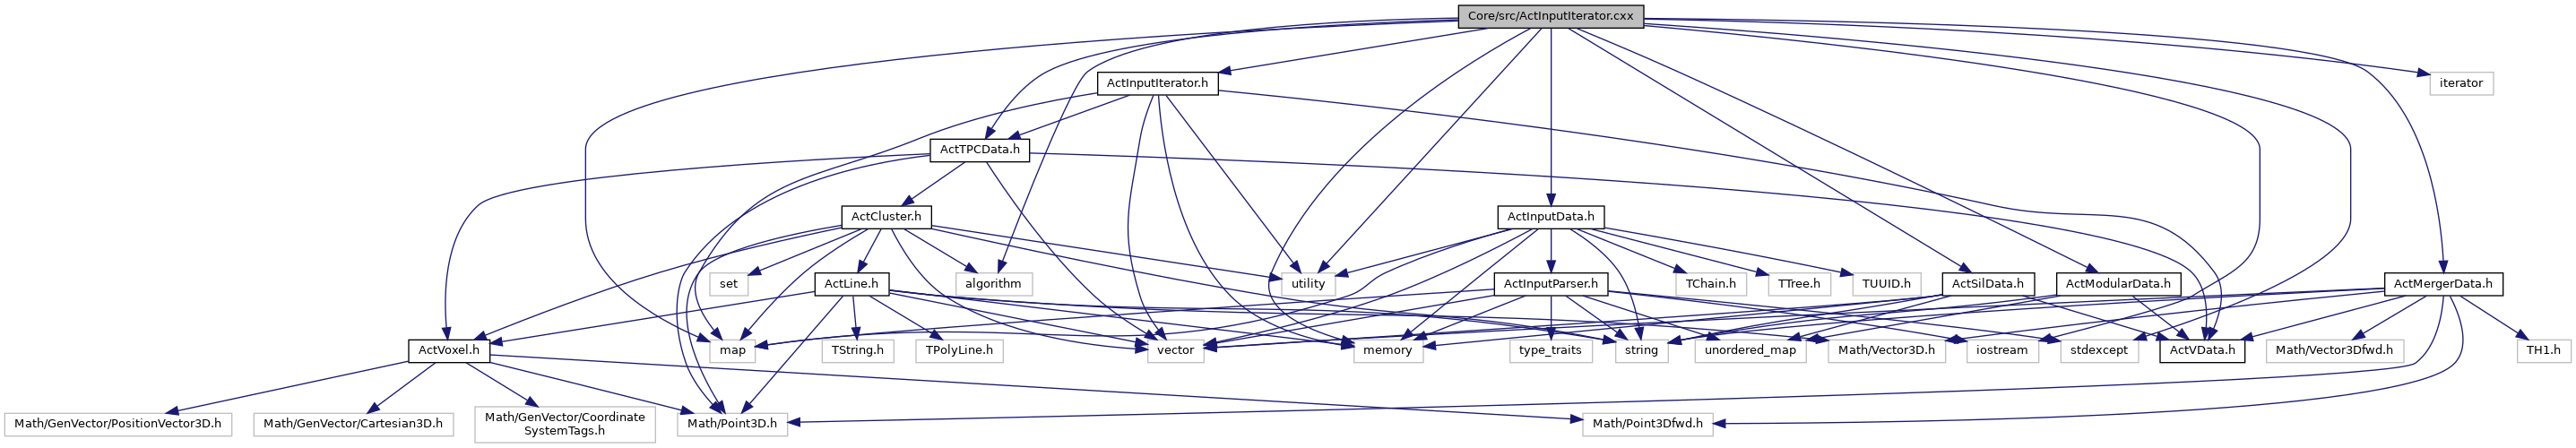 Core/src/ActInputIterator.cxx
ActInputIterator.h
iterator
ActTPCData.h
ActCluster.h
ActInputData.h
set
ActLine.h
algorithm
utility
ActInputParser.h
TChain.h
TTree.h
TUUID.h
ActSilData.h
ActModularData.h
ActMergerData.h
ActVoxel.h
map
TString.h
TPolyLine.h
vector
memory
type_traits
string
unordered_map
Math/Vector3D.h
iostream
stdexcept
ActVData.h
Math/Vector3Dfwd.h
TH1.h
Math/GenVector/PositionVector3D.h
Math/GenVector/Cartesian3D.h
Math/GenVector/Coordinate
SystemTags.h
Math/Point3D.h
Math/Point3Dfwd.h